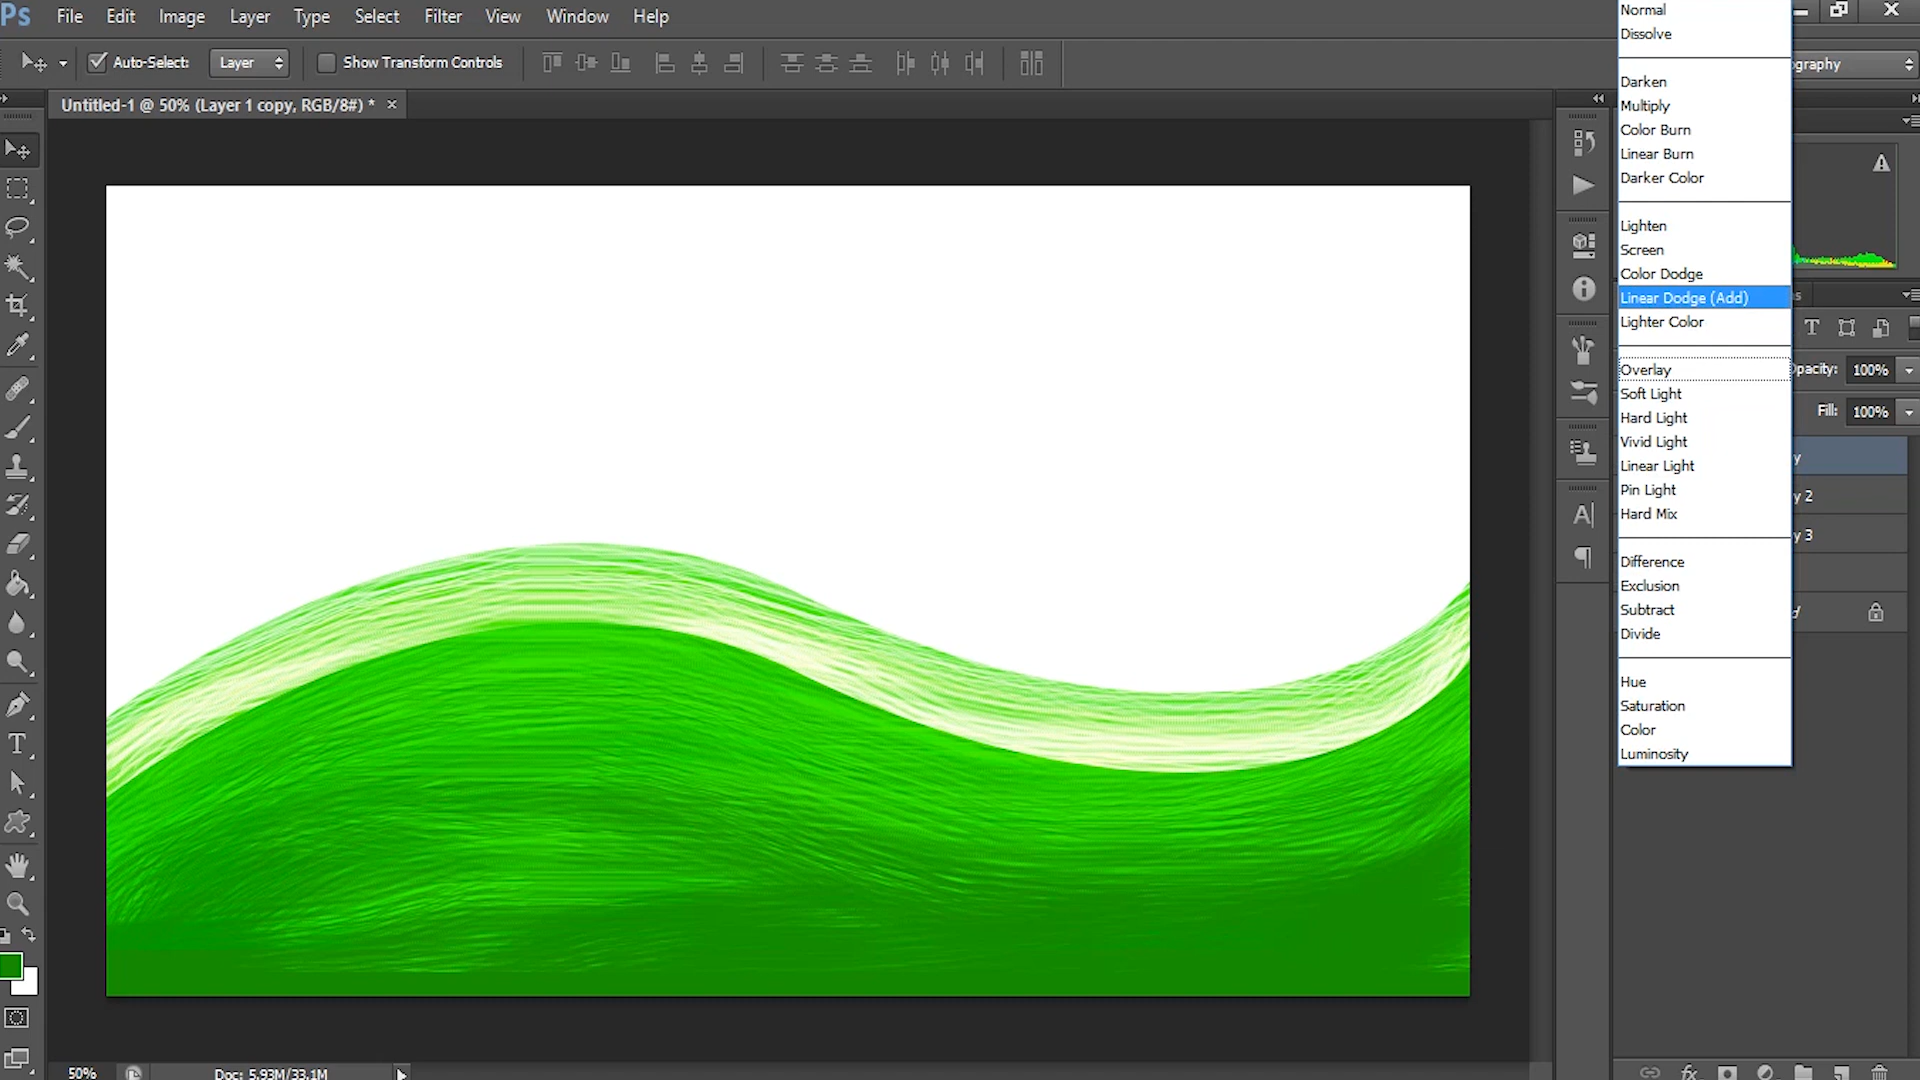 Ps File Edit Image Layer Type Select Filter View Window Help
Auto-Select: Layer Show Transform Controls
Untitled-1 @ 50% (Layer 1 copy, RGB/8#) * ×
Normal
Dissolve
ography
Darken
Multiply
Color Burn
Linear Burn
Darker Color
Lighten
Screen
Color Dodge
Linear Dodge (Add)
Lighter Color
Overlay
Opacity: 100%
Soft Light
Hard Light
Fill: 100%
Vivid Light
Linear Light
y
Pin Light
y 2
Hard Mix
y 3
Difference
Exclusion
Subtract
d
Divide
Hue
Saturation
Color
Luminosity
50% Doc: 5.93M/33.1M